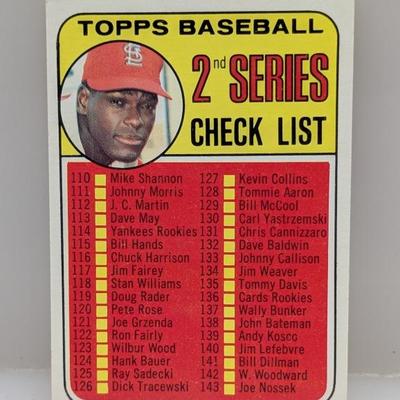 TOPPS BASEBALL
2nd SERIES
CHECK LIST
110 Mike Shannon
111 Johnny Morris
112 J. C. Martin
113 Dave May
114 Yankees Rookies
115 Bill Hands
116 Chuck Harrison
117 Jim Fairey
118 Stan Williams
119 Doug Rader
120 Pete Rose
121 Joe Grzenda
122 Ron Fairly
123 Wilbur Wood
124 Hank Bauer
125 Ray Sadecki
126 Dick Tracewski
127 Kevin Collins
128 Tommie Aaron
129 Bill McCool
130 Carl Yastrzemski
131 Chris Cannizzaro
132 Dave Baldwin
133 Johnny Callison
134 Jim Weaver
135 Tommy Davis
136 Cards Rookies
137 Wally Bunker
138 John Bateman
139 Andy Kosco
140 Jim Lefebvre
141 Bill Dillman
142 W. Woodward
143 Joe Nossek